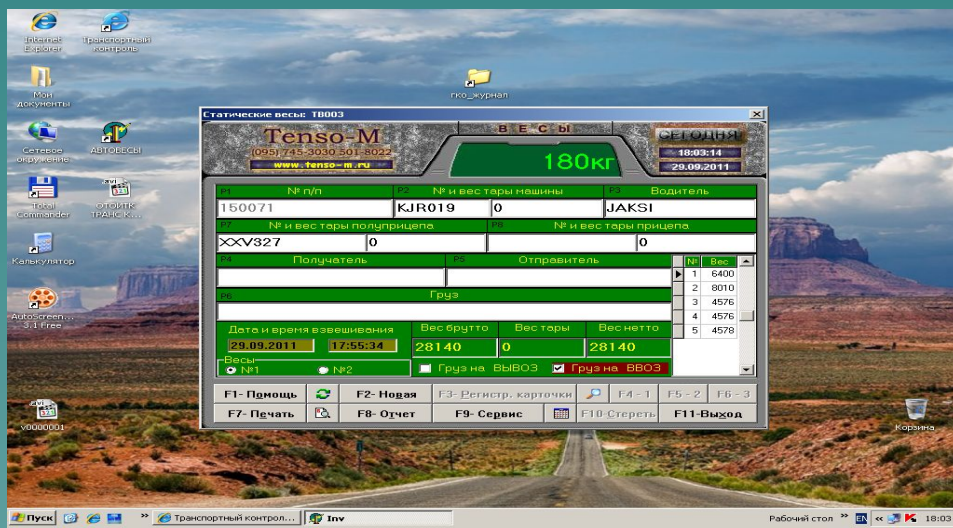 Internet Explorer
Транспортный контроль
Мои документы
гко_журнал
Сетевое окружение
АВТОВЕСЫ
Total Commander
ОТОИТК ТРАНС К...
Калькулятор
AutoScreen... 3.1 Free
v0000001
Корзина
Статические весы: ТВ003
Tenso-M
(095) 745-3030 501-8022
www.tenso-m.ru
ВЕСЫ
180кг
СЕГОДНЯ
18:03:14
29.09.2011
P1 № п/п P2 № и вес тары машины P3 Водитель
150071 KJR019 0 JAKSI
P7 № и вес тары полуприцепа P8 № и вес тары прицепа
XXV327 0 0
P4 Получатель P5 Отправитель № Вес
1 6400
2 8010
P6 Груз
3 4576
4 4576
5 4578
Дата и время взвешивания Вес брутто Вес тары Вес нетто
29.09.2011 17:55:34 28140 0 28140
Весы
№1 №2 Груз на ВЫВОЗ Груз на ВВОЗ
F1- Помощь F2- Новая F3- Регистр. карточки F4 - 1 F5 - 2 F6 - 3
F7- Печать F8- Отчет F9- Сервис F10-Стереть F11-Выход
Пуск » Транспортный контрол... Inv Рабочий стол » EN « 18:03